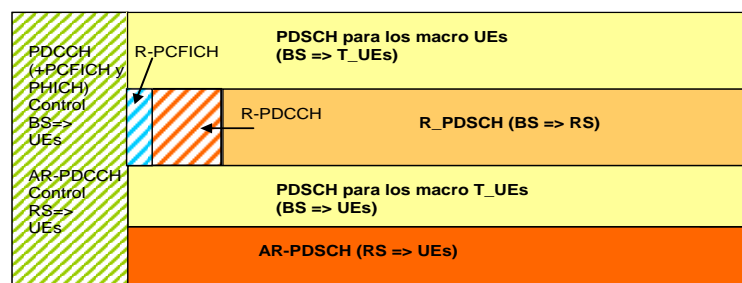 PDCCH
(+PCFICH y
PHICH)
Control
BS=>
UEs
AR-PDCCH
Control
RS=>
UEs
R-PCFICH
PDSCH para los macro UEs
(BS => T_UEs)
R-PDCCH
R_PDSCH (BS => RS)
PDSCH para los macro T_UEs
(BS => UEs)
AR-PDSCH (RS => UEs)